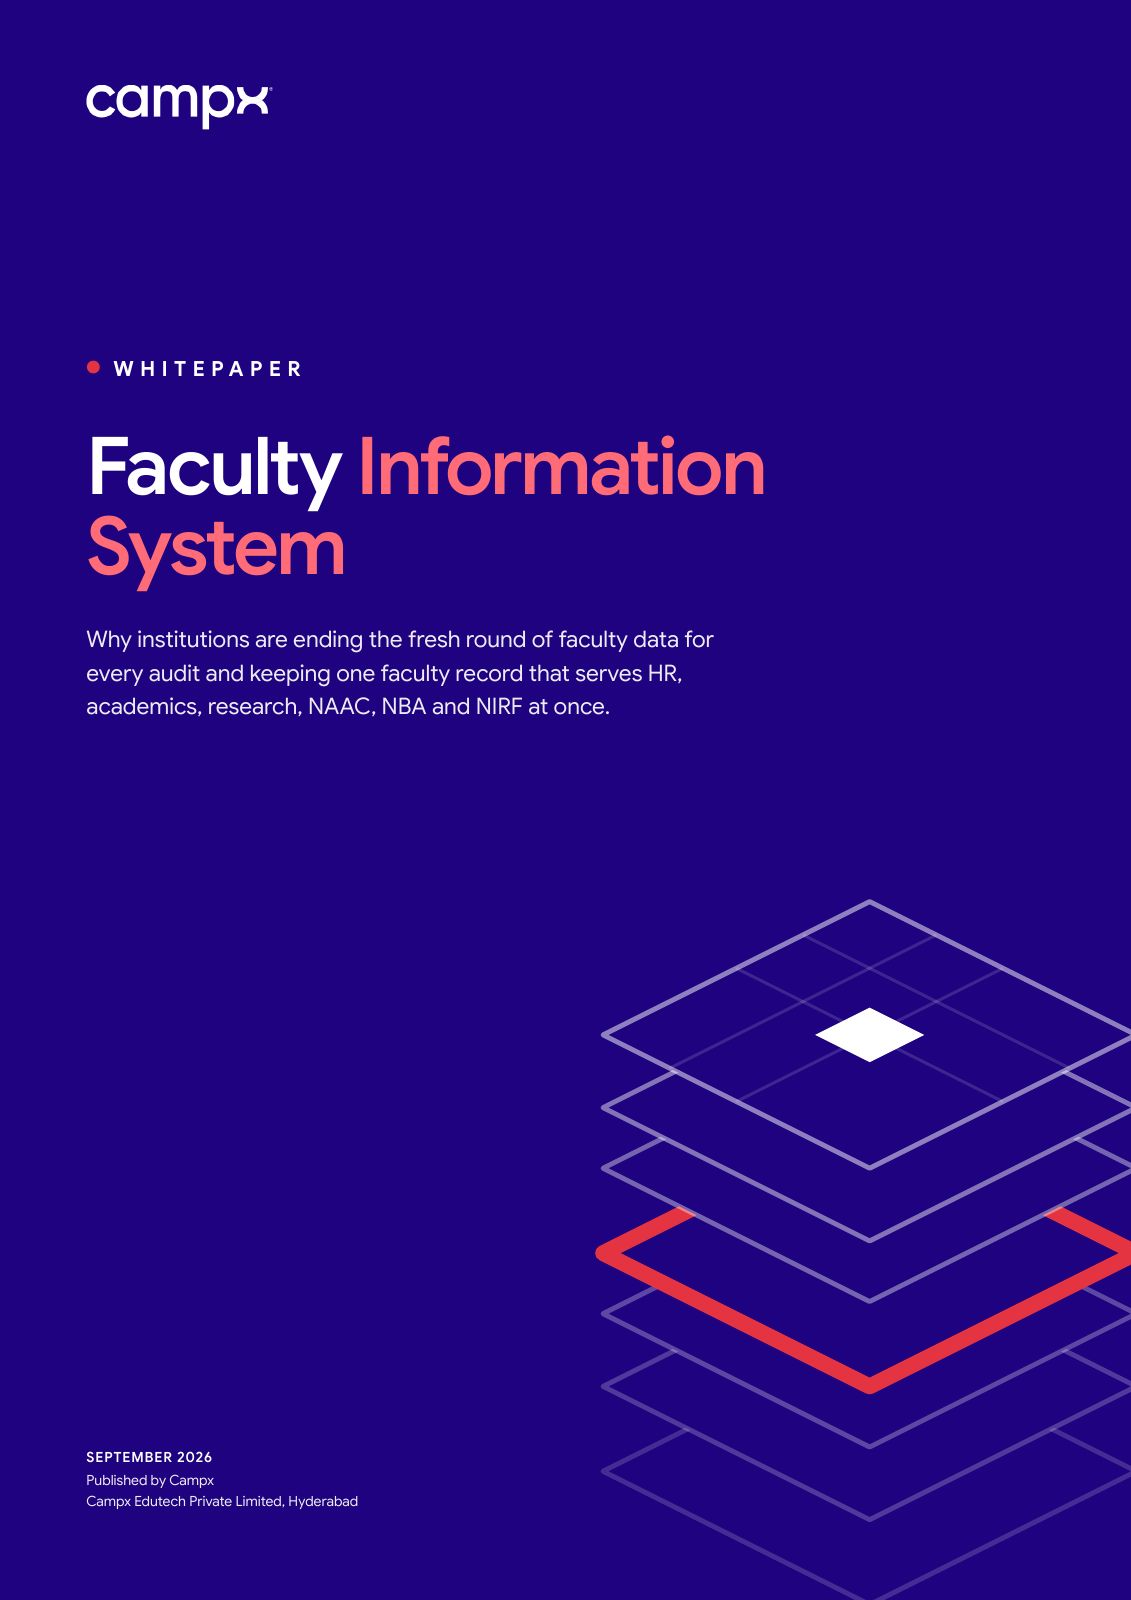 campx
WHITEPAPER
Faculty Information
System
Why institutions are ending the fresh round of faculty data for
every audit and keeping one faculty record that serves HR,
academics, research, NAAC, NBA and NIRF at once.
SEPTEMBER 2026
Published by Campx
Campx Edutech Private Limited, Hyderabad